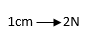 1cm → 2N